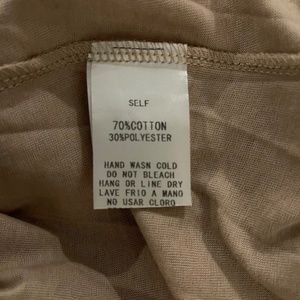 SELF
70%COTTON
30%POLYESTER
HAND WASN COLD
DO NOT BLEACH
HANG OR LINE DRY
LAVE FRIO A MANO
NO USAR CLORO